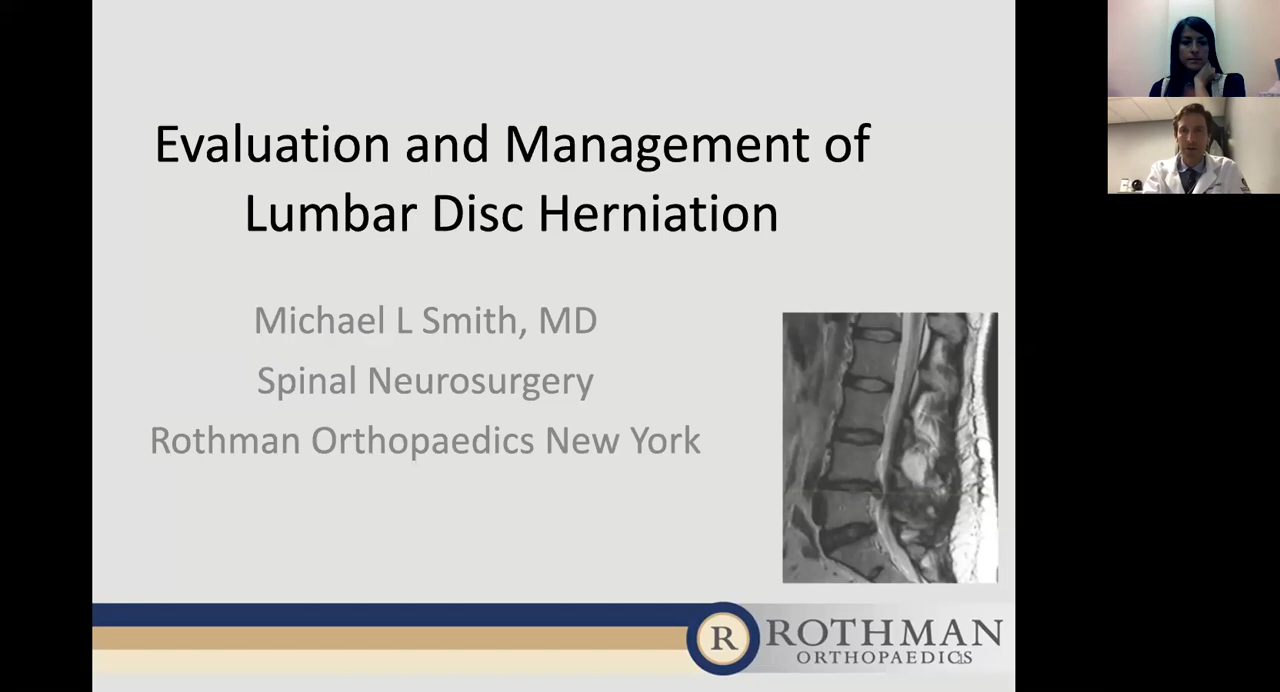 Evaluation and Management of
Lumbar Disc Herniation
Michael L Smith, MD
Spinal Neurosurgery
Rothman Orthopaedics New York
R ROTHMAN
ORTHOPAEDICS